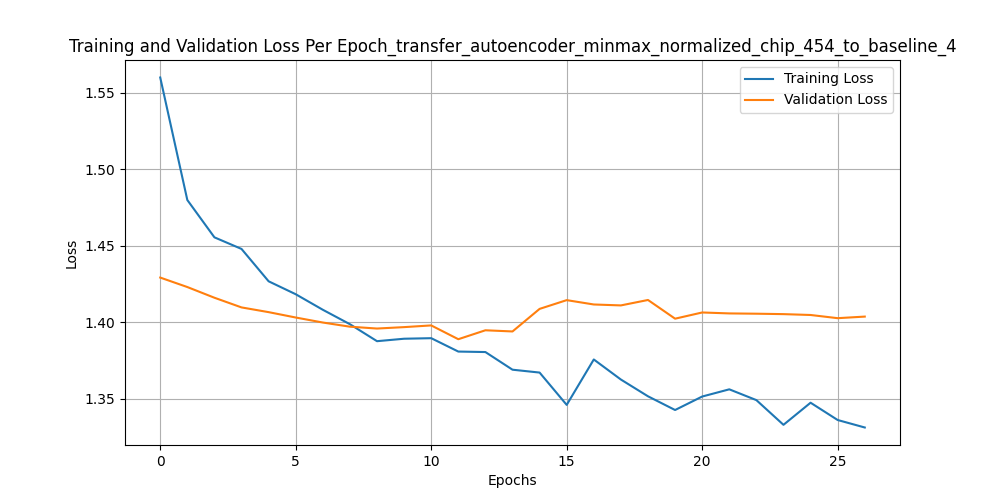 Training and Validation Loss Per Epoch_transfer_autoencoder_minmax_normalized_chip_454_to_baseline_4
Training Loss
Validation Loss
1.55
1.50
1.45
1.40
1.35
Loss
0
5
10
15
20
25
Epochs